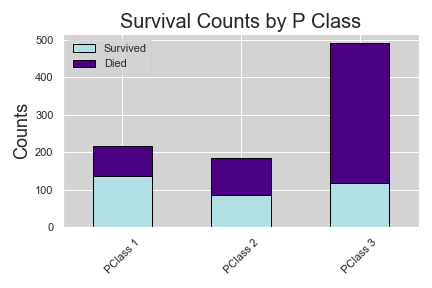 Survival Counts by P Class
Survived
Died
Counts
500
400
300
200
100
0
PClass 1
PClass 2
PClass 3